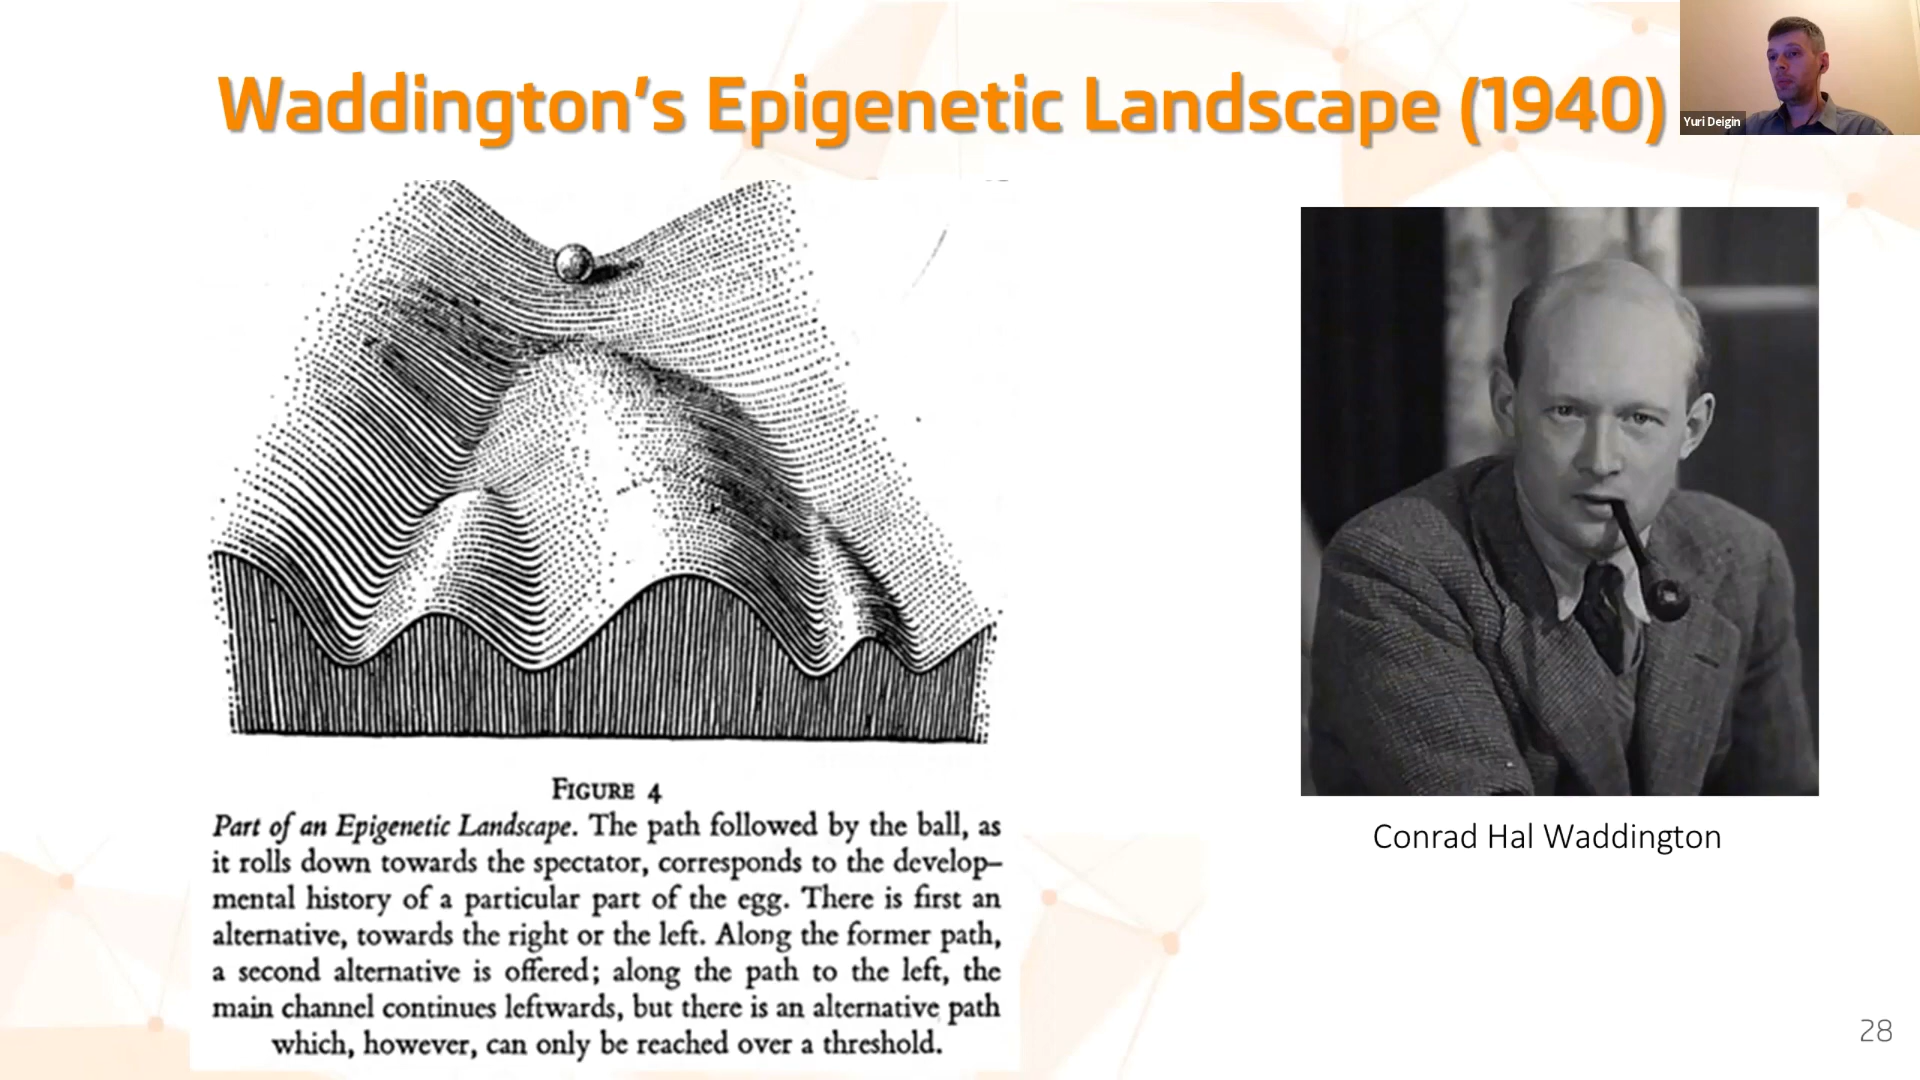 Waddington's Epigenetic Landscape (1940)
Yuri Deigin
FIGURE 4
Part of an Epigenetic Landscape. The path followed by the ball, as
it rolls down towards the spectator, corresponds to the develop-
mental history of a particular part of the egg. There is first an
alternative, towards the right or the left. Along the former path,
a second alternative is offered; along the path to the left, the
main channel continues leftwards, but there is an alternative path
which, however, can only be reached over a threshold.
Conrad Hal Waddington
28